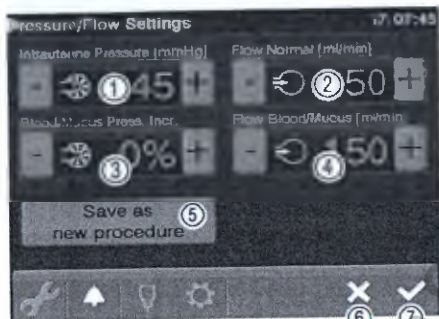 Pressure/Flow Settings 17:07:45
Intrauterine Pressure [mmHg] Flow Normal [ml/min]
- ① 45 + - ② 50 +
Blood/Mucus Press. Incr. Flow Blood/Mucus [ml/min
- ③ 0% + - ④ 150 +
Save as ⑤
new procedure
⑥ ⑦